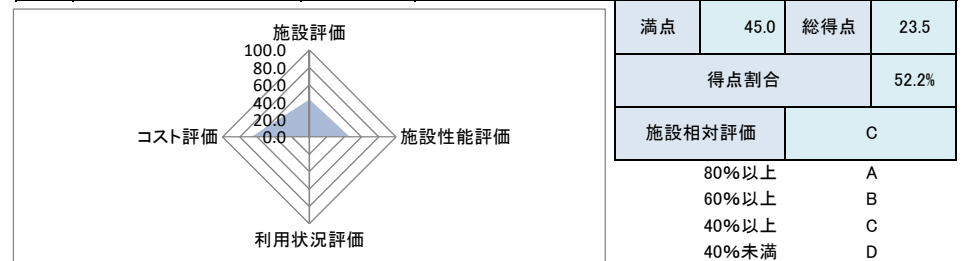 施設評価
100.0
80.0
60.0
40.0
20.0
0.0
コスト評価
施設性能評価
利用状況評価
満点 45.0 総得点 23.5
得点割合 52.2%
施設相対評価 C
80%以上 A
60%以上 B
40%以上 C
40%未満 D